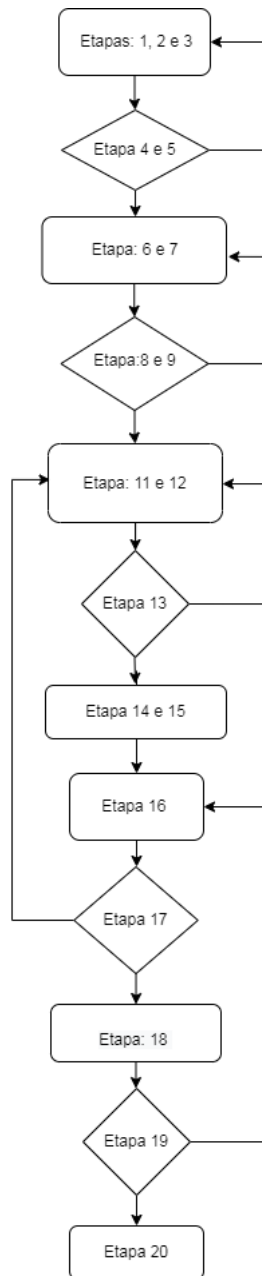 Etapas: 1, 2 e 3
Etapa 4 e 5
Etapa: 6 e 7
Etapa:8 e 9
Etapa: 11 e 12
Etapa 13
Etapa 14 e 15
Etapa 16
Etapa 17
Etapa: 18
Etapa 19
Etapa 20